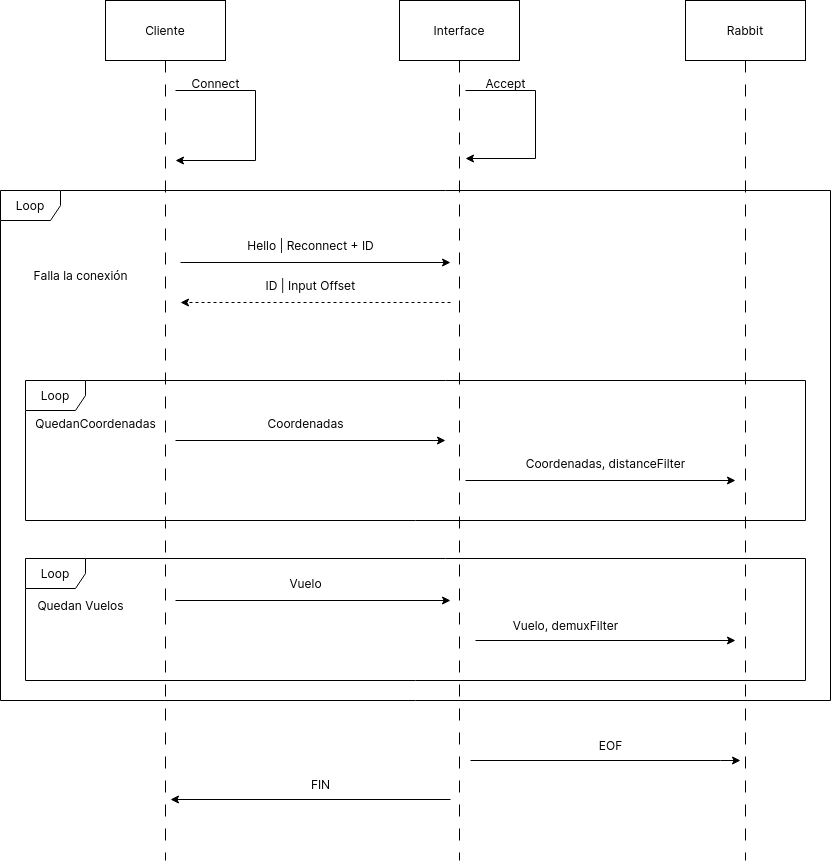 Cliente
Interface
Rabbit
Connect
Accept
Loop
Hello | Reconnect + ID
Falla la conexión
ID | Input Offset
Loop
QuedanCoordenadas
Coordenadas
Coordenadas, distanceFilter
Loop
Vuelo
Quedan Vuelos
Vuelo, demuxFilter
EOF
FIN